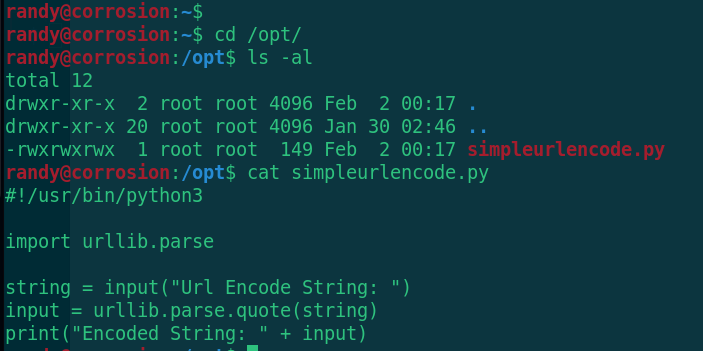 randy@corrosion:~$
randy@corrosion:~$ cd /opt/
randy@corrosion:/opt$ ls -al
total 12
drwxr-xr-x  2 root root 4096 Feb  2 00:17 .
drwxr-xr-x 20 root root 4096 Jan 30 02:46 ..
-rwxrwxrwx  1 root root  149 Feb  2 00:17 simpleurlencode.py
randy@corrosion:/opt$ cat simpleurlencode.py
#!/usr/bin/python3
import urllib.parse
string = input("Url Encode String: ")
input = urllib.parse.quote(string)
print("Encoded String: " + input)
randy@corrosion:/opt$